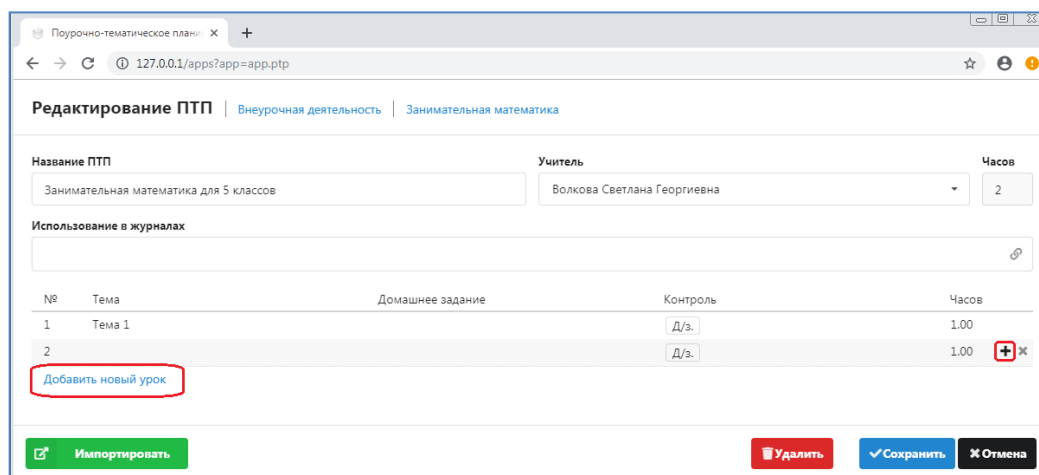 Поурочно-тематическое плани
127.0.0.1/apps?app=app.ptp
Редактирование ПТП | Внеурочная деятельность | Занимательная математика
Название ПТП Учитель Часов
Занимательная математика для 5 классов Волкова Светлана Георгиевна 2
Использование в журналах
№ Тема Домашнее задание Контроль Часов
1 Тема 1 Д/з. 1.00
2 Д/з. 1.00
Добавить новый урок
Импортировать Удалить Сохранить Отмена